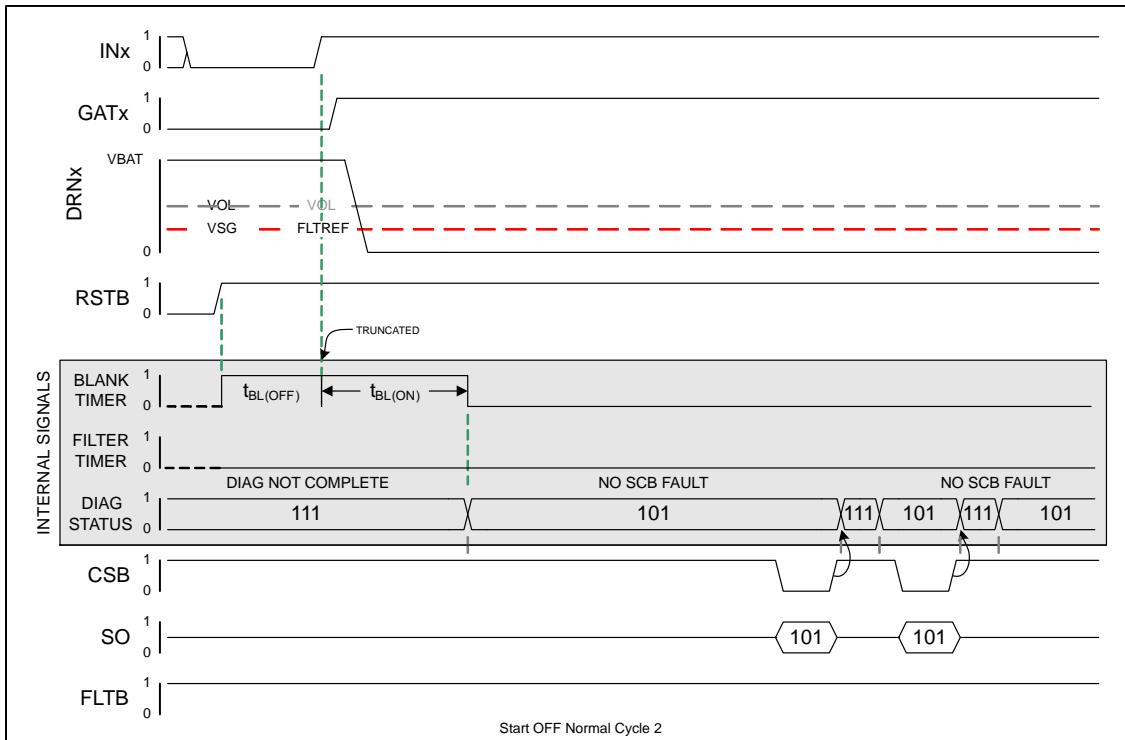 INx
1
0
GATx
1
0
DRNx
VBAT
VOL
VOL
VSG
FLTREF
0
RSTB
1
0
TRUNCATED
INTERNAL SIGNALS
BLANK TIMER
1
0
tBL(OFF)
tBL(ON)
FILTER TIMER
1
0
DIAG NOT COMPLETE
NO SCB FAULT
NO SCB FAULT
DIAG STATUS
1
0
111
101
111
101
111
101
CSB
1
0
SO
1
0
101
101
FLTB
1
0
Start OFF Normal Cycle 2